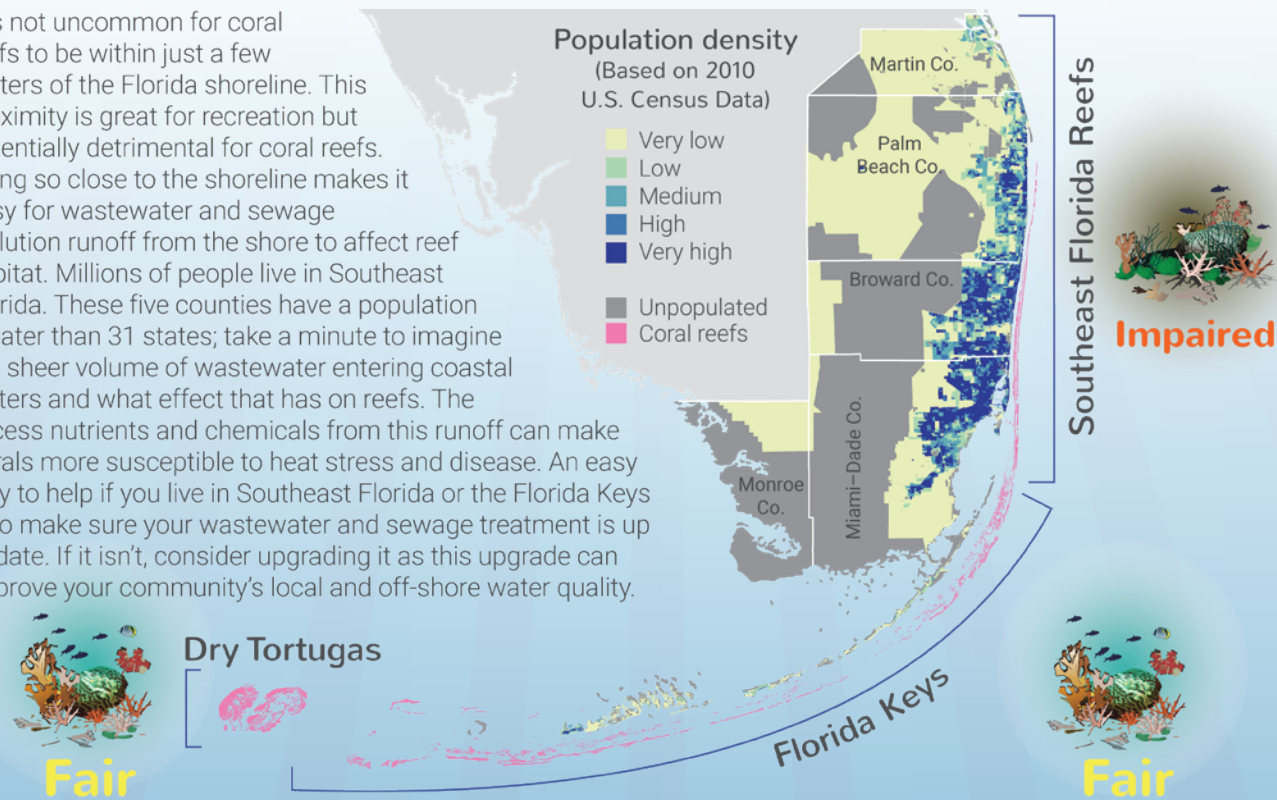 s not uncommon for coral
fs to be within just a few
ters of the Florida shoreline. This
ximity is great for recreation but
entially detrimental for coral reefs.
ng so close to the shoreline makes it
sy for wastewater and sewage
lution runoff from the shore to affect reef
bitat. Millions of people live in Southeast
rida. These five counties have a population
ater than 31 states; take a minute to imagine
sheer volume of wastewater entering coastal
ters and what effect that has on reefs. The
cess nutrients and chemicals from this runoff can make
rals more susceptible to heat stress and disease. An easy
y to help if you live in Southeast Florida or the Florida Keys
o make sure your wastewater and sewage treatment is up
date. If it isn't, consider upgrading it as this upgrade can
prove your community's local and off-shore water quality.
Population density
(Based on 2010
U.S. Census Data)
Very low
Low
Medium
High
Very high
Unpopulated
Coral reefs
Martin Co.
Palm
Beach Co.
Broward Co.
Miami-Dade Co.
Monroe
Co.
Southeast Florida Reefs
Impaired
Dry Tortugas
Fair
Florida Keys
Fair